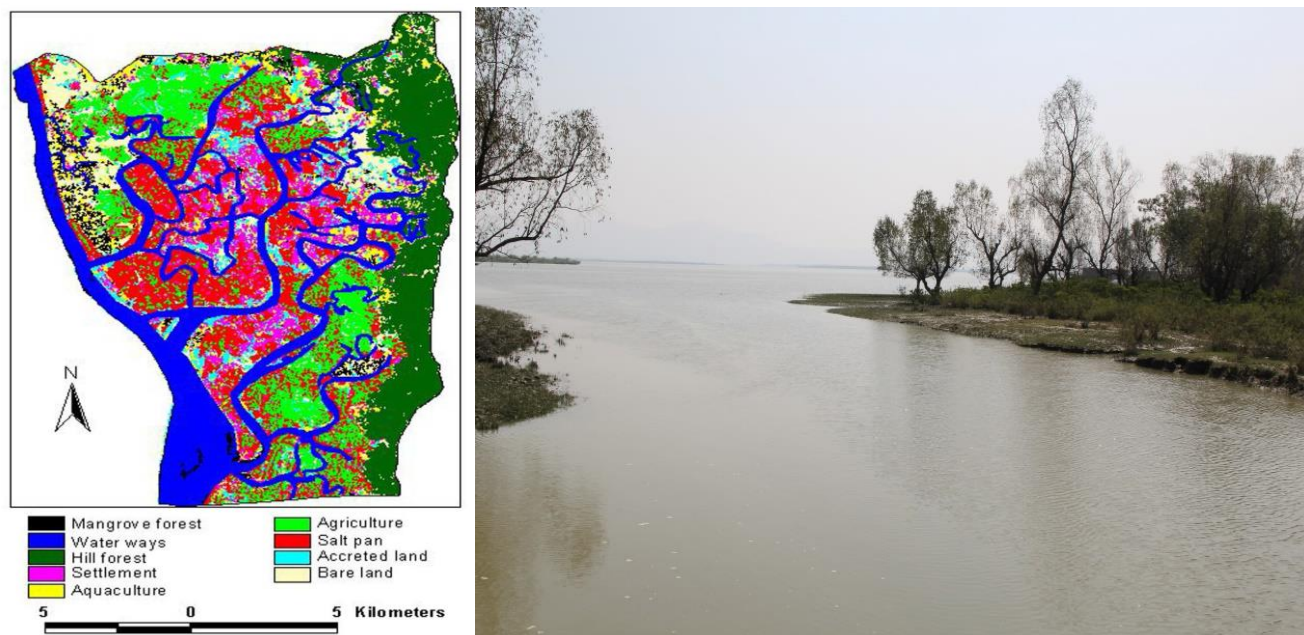 N
Mangrove forest
Water ways
Hill forest
Settlement
Aquaculture
Agriculture
Salt pan
Accreted land
Bare land
5 0 5 Kilometers